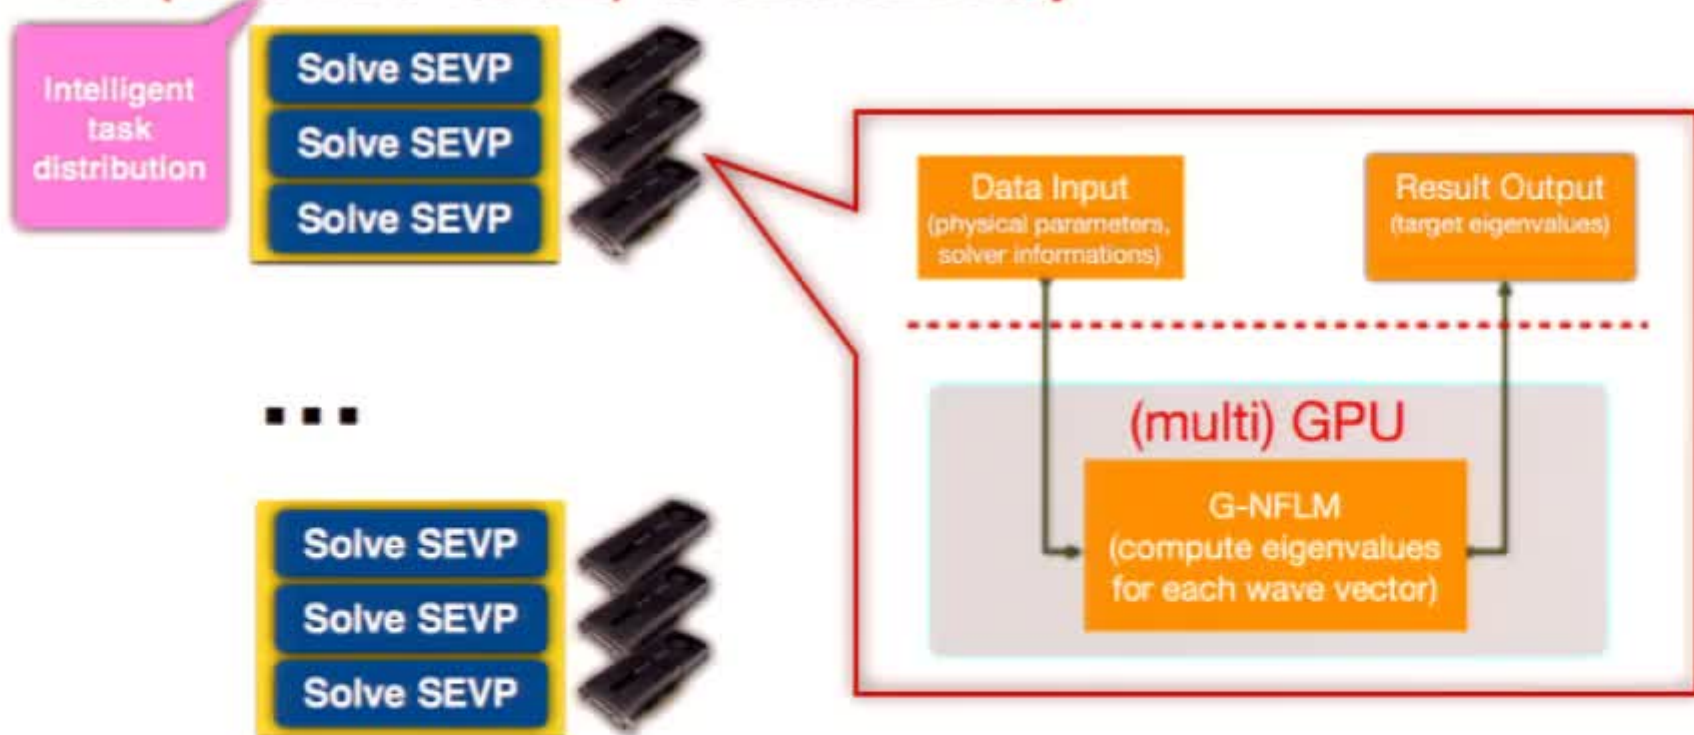 Intelligent
task
distribution
Solve SEVP
Solve SEVP
Solve SEVP
...
Solve SEVP
Solve SEVP
Solve SEVP
Data Input
(physical parameters,
solver informations)
Result Output
(target eigenvalues)
(multi) GPU
G-NFLM
(compute eigenvalues
for each wave vector)